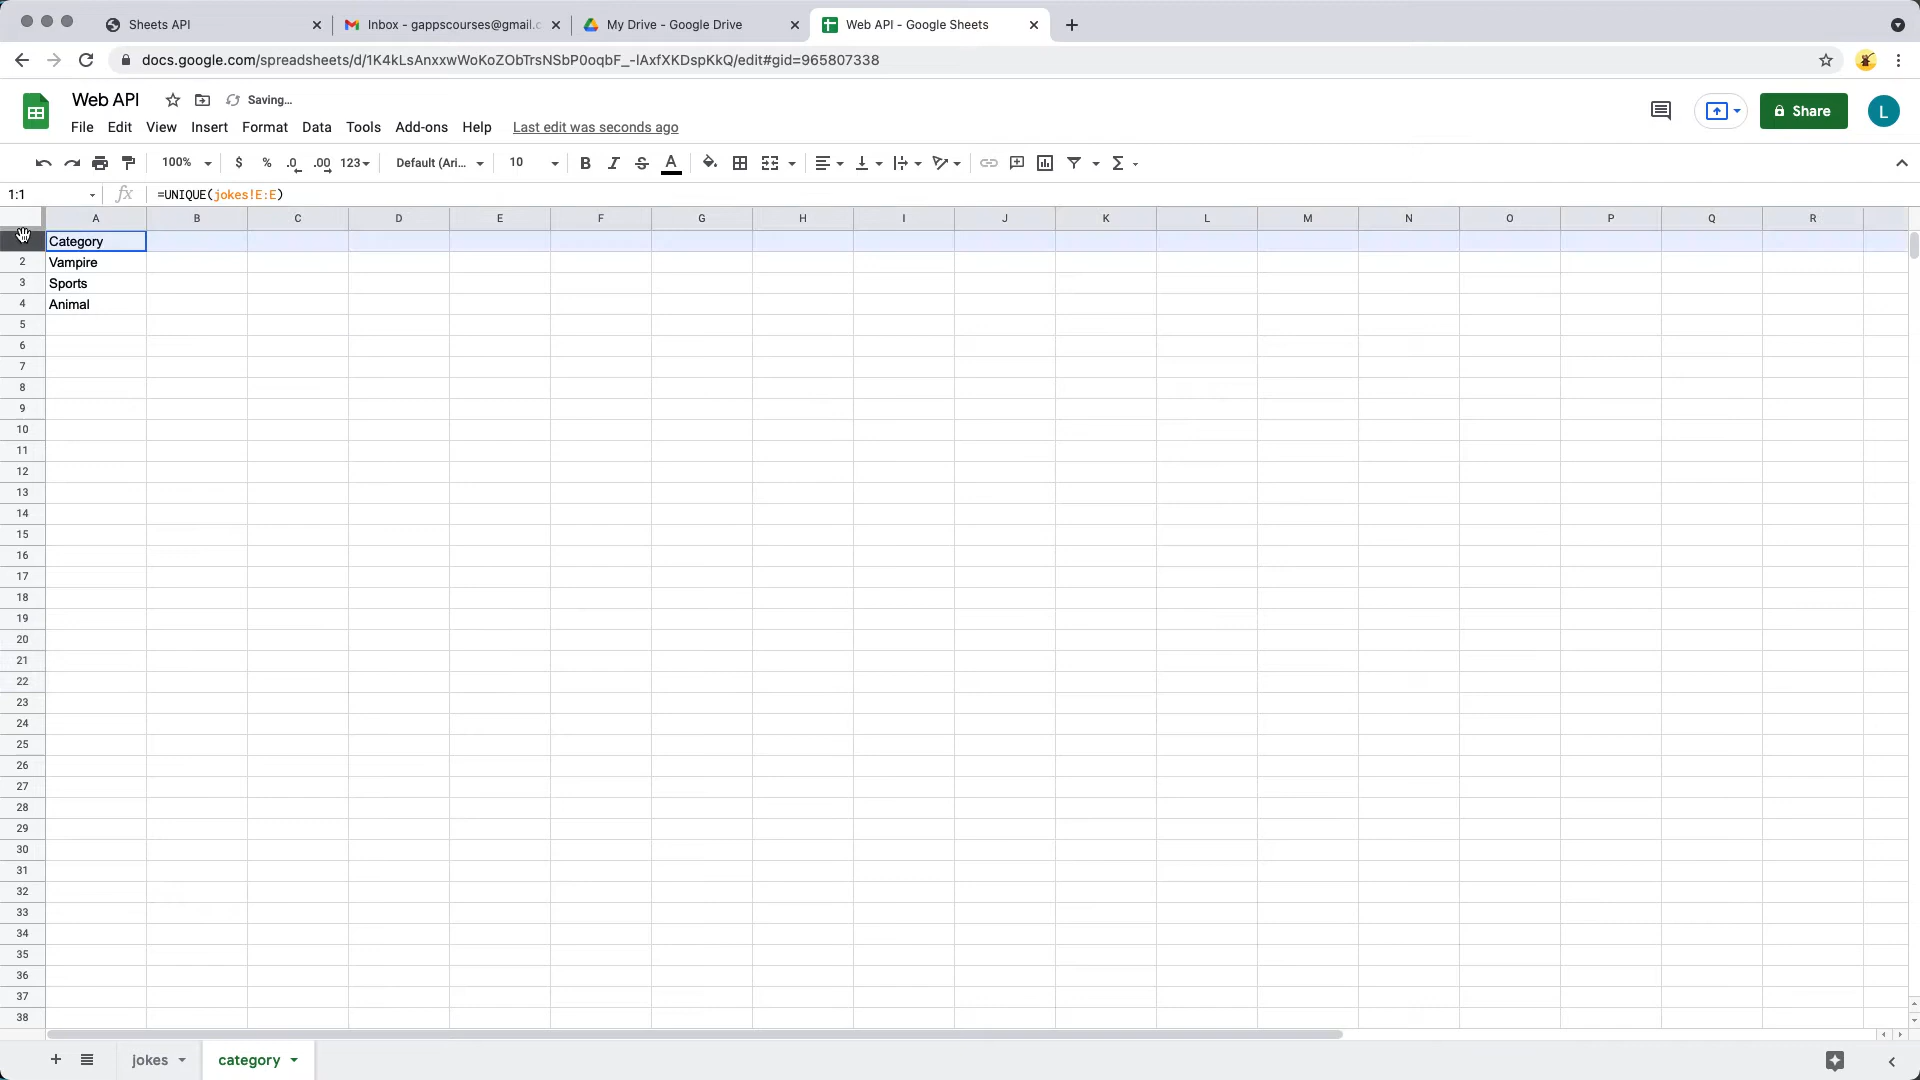 Sheets API
Inbox - gappscourses@gmail.c
My Drive - Google Drive
Web API - Google Sheets
docs.google.com/spreadsheets/d/1K4kLsAnxxwWoKoZObTrsNSbP0oqbF_-lAxfXKDspKkQ/edit#gid=965807338
Web API
Saving...
File Edit View Insert Format Data Tools Add-ons Help Last edit was seconds ago
Share
L
100% $ % .0 .00 123 Default (Ari... 10 B I S A
1:1 fx =UNIQUE(jokes!E:E)
A B C D E F G H I J K L M N O P Q R
Category
2 Vampire
3 Sports
4 Animal
5
6
7
8
9
10
11
12
13
14
15
16
17
18
19
20
21
22
23
24
25
26
27
28
29
30
31
32
33
34
35
36
37
38
jokes category